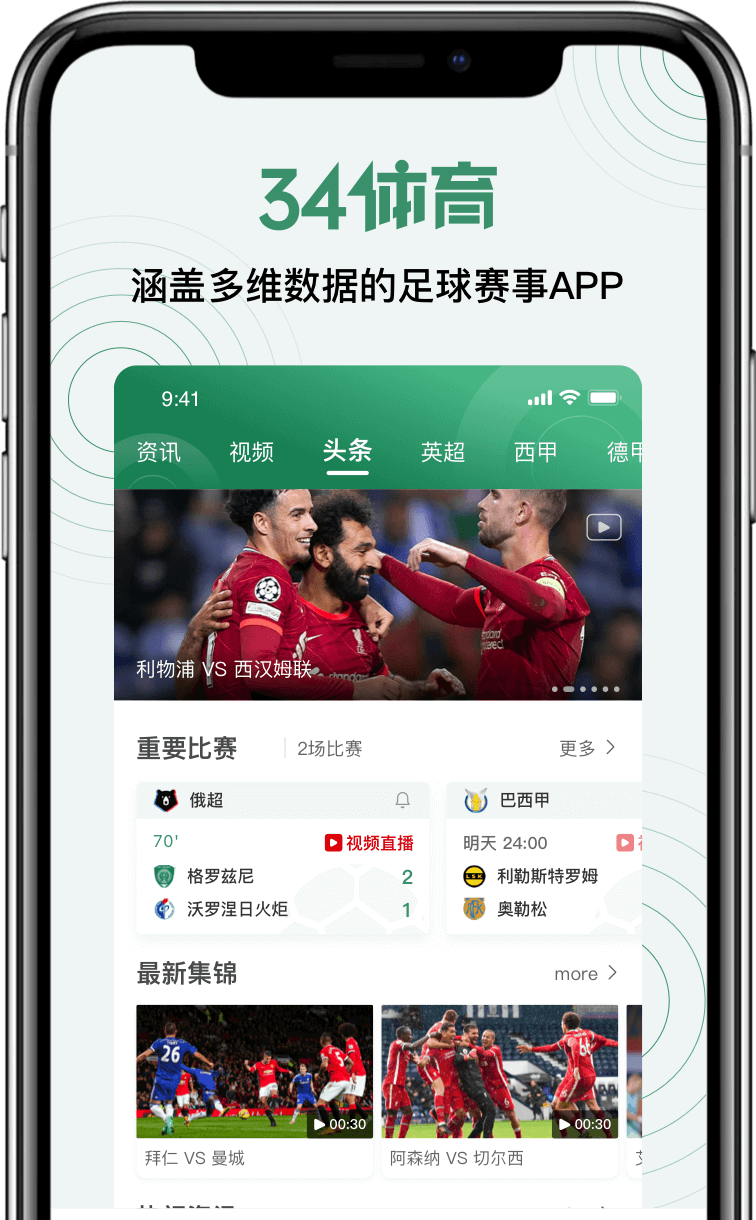 34体育
涵盖多维数据的足球赛事APP
9:41
资讯 视频 头条 英超 西甲 德甲
利物浦 VS 西汉姆联
重要比赛 2场比赛 更多
俄超 巴西甲
70' 视频直播 明天 24:00
格罗兹尼 2 利勒斯特罗姆
沃罗涅日火炬 1 奥勒松
最新集锦 more
26
5
66
00:30 00:30
拜仁 VS 曼城 阿森纳 VS 切尔西